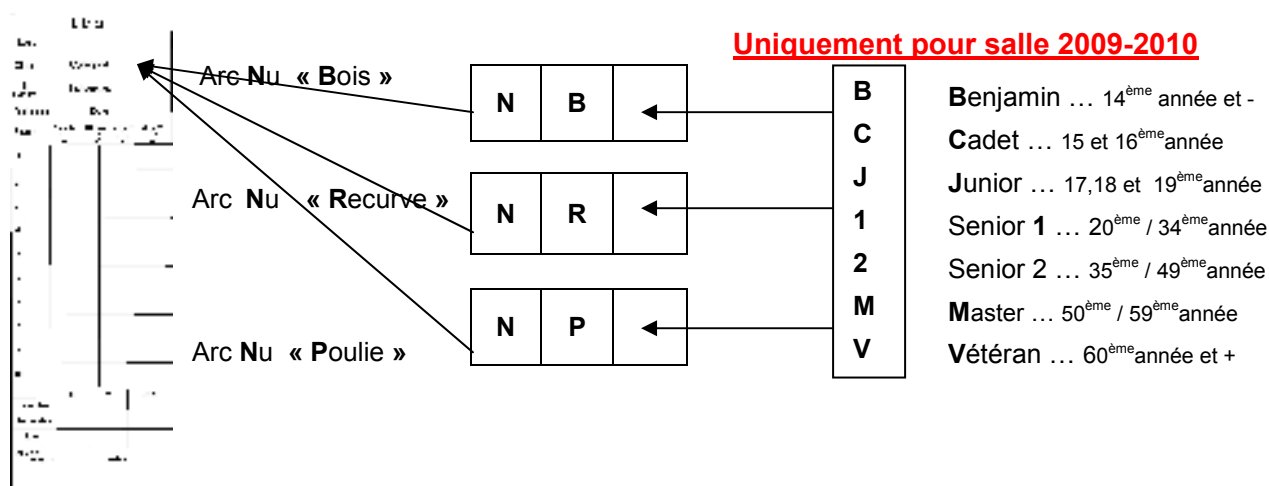 Uniquement pour salle 2009-2010
Arc Nu « Bois »
N B
Arc Nu « Recurve »
N R
Arc Nu « Poulie »
N P
B
C
J
1
2
M
V
Benjamin … 14ème année et -
Cadet … 15 et 16ème année
Junior … 17,18 et 19ème année
Senior 1 … 20ème / 34ème année
Senior 2 … 35ème / 49ème année
Master … 50ème / 59ème année
Vétéran … 60ème année et +